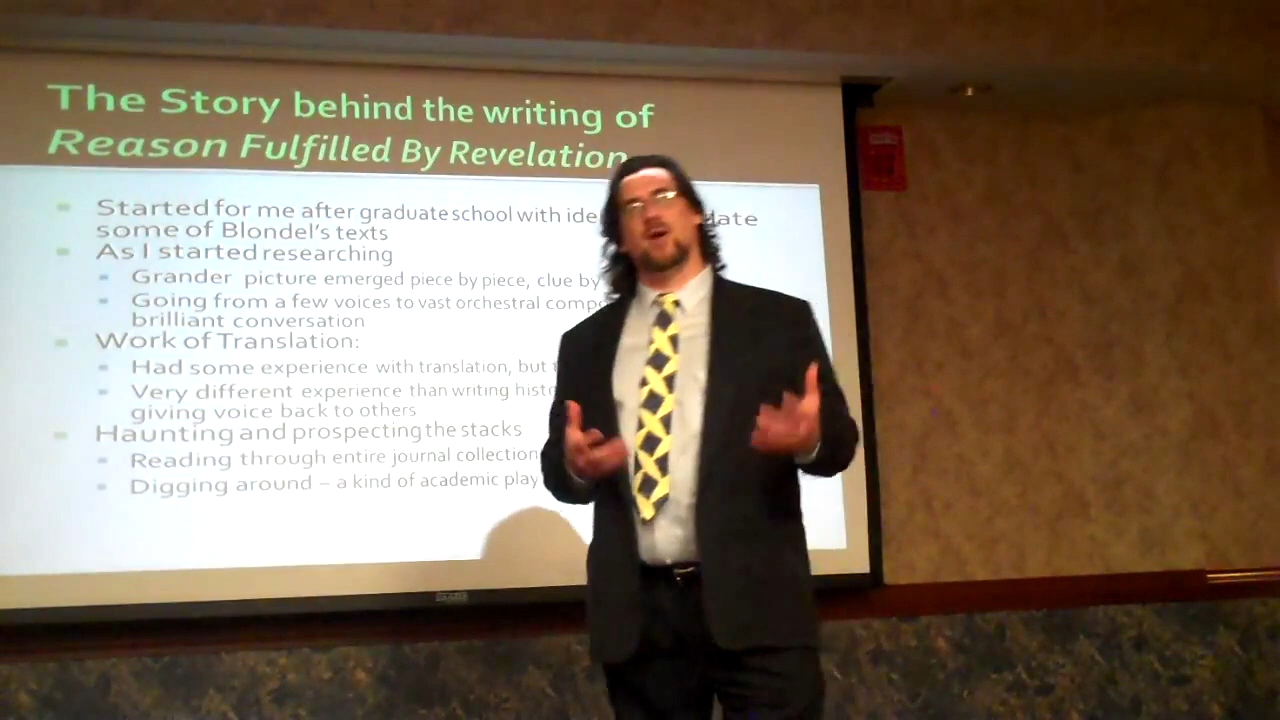 The Story behind the writing of
Reason Fulfilled By Revelation
Started for me after graduate school with
some of Blondel's texts
As I started researching
Grander picture emerged piece by piece, clue by
Going from a few voices to vast orchestral
brilliant conversation
Work of Translation:
Had some experience with translation, but
Very different experience than writing
giving voice back to others
Haunting and prospecting the stacks
Reading through entire journal
Digging around – a kind of academic play